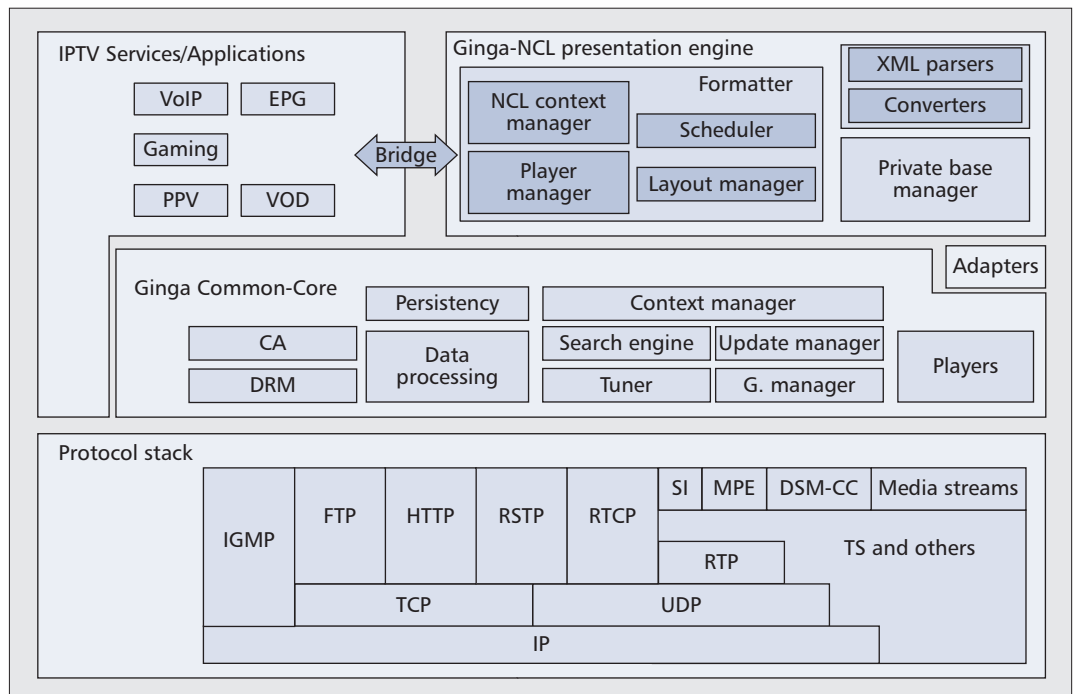 IPTV Services/Applications
VoIP
EPG
Gaming
PPV
VOD
Bridge
Ginga-NCL presentation engine
Formatter
NCL context
manager
Scheduler
Player
manager
Layout manager
XML parsers
Converters
Private base
manager
Adapters
Ginga Common-Core
Persistency
Context manager
CA
Data
processing
Search engine
Update manager
Players
DRM
Tuner
G. manager
Protocol stack
IGMP
FTP
HTTP
RSTP
RTCP
SI
MPE
DSM-CC
Media streams
TS and others
RTP
TCP
UDP
IP